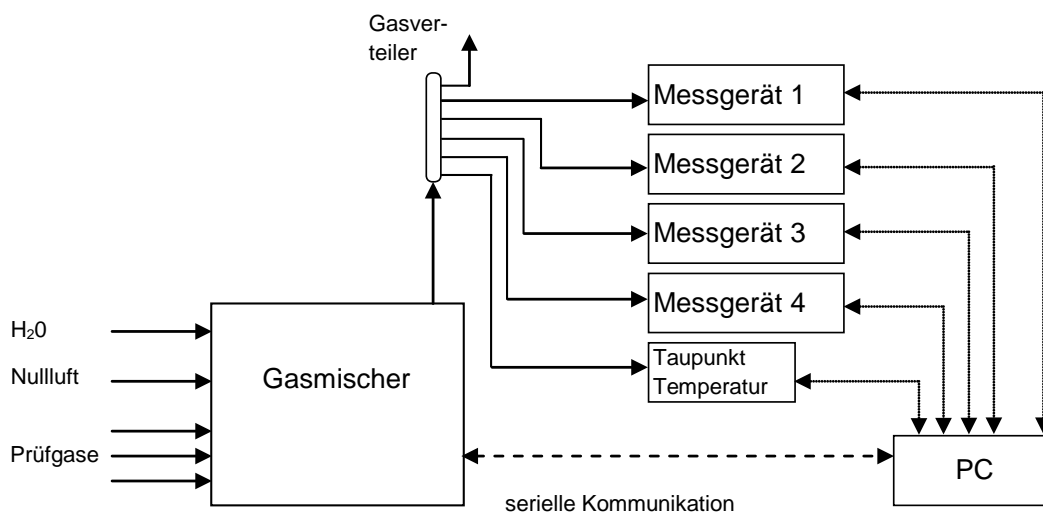 Gasver-
teiler
Messgerät 1
Messgerät 2
Messgerät 3
Messgerät 4
Taupunkt
Temperatur
H₂0
Nullluft
Prüfgase
Gasmischer
PC
serielle Kommunikation